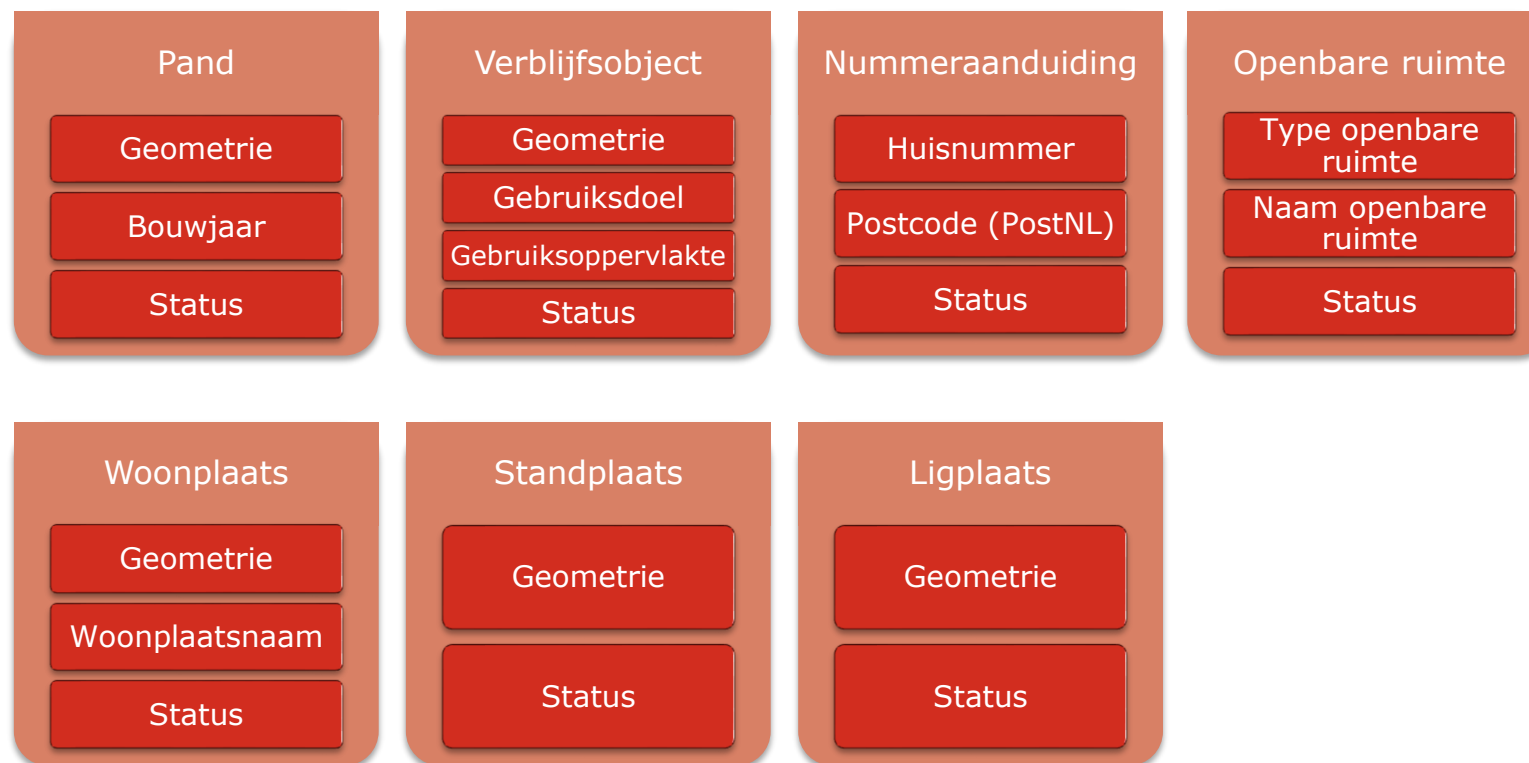 Pand
Geometrie
Bouwjaar
Status
Verblijfsobject
Geometrie
Gebruiksdoel
Gebruiksoppervlakte
Status
Nummeraanduiding
Huisnummer
Postcode (PostNL)
Status
Openbare ruimte
Type openbare
ruimte
Naam openbare
ruimte
Status
Woonplaats
Geometrie
Woonplaatsnaam
Status
Standplaats
Geometrie
Status
Ligplaats
Geometrie
Status